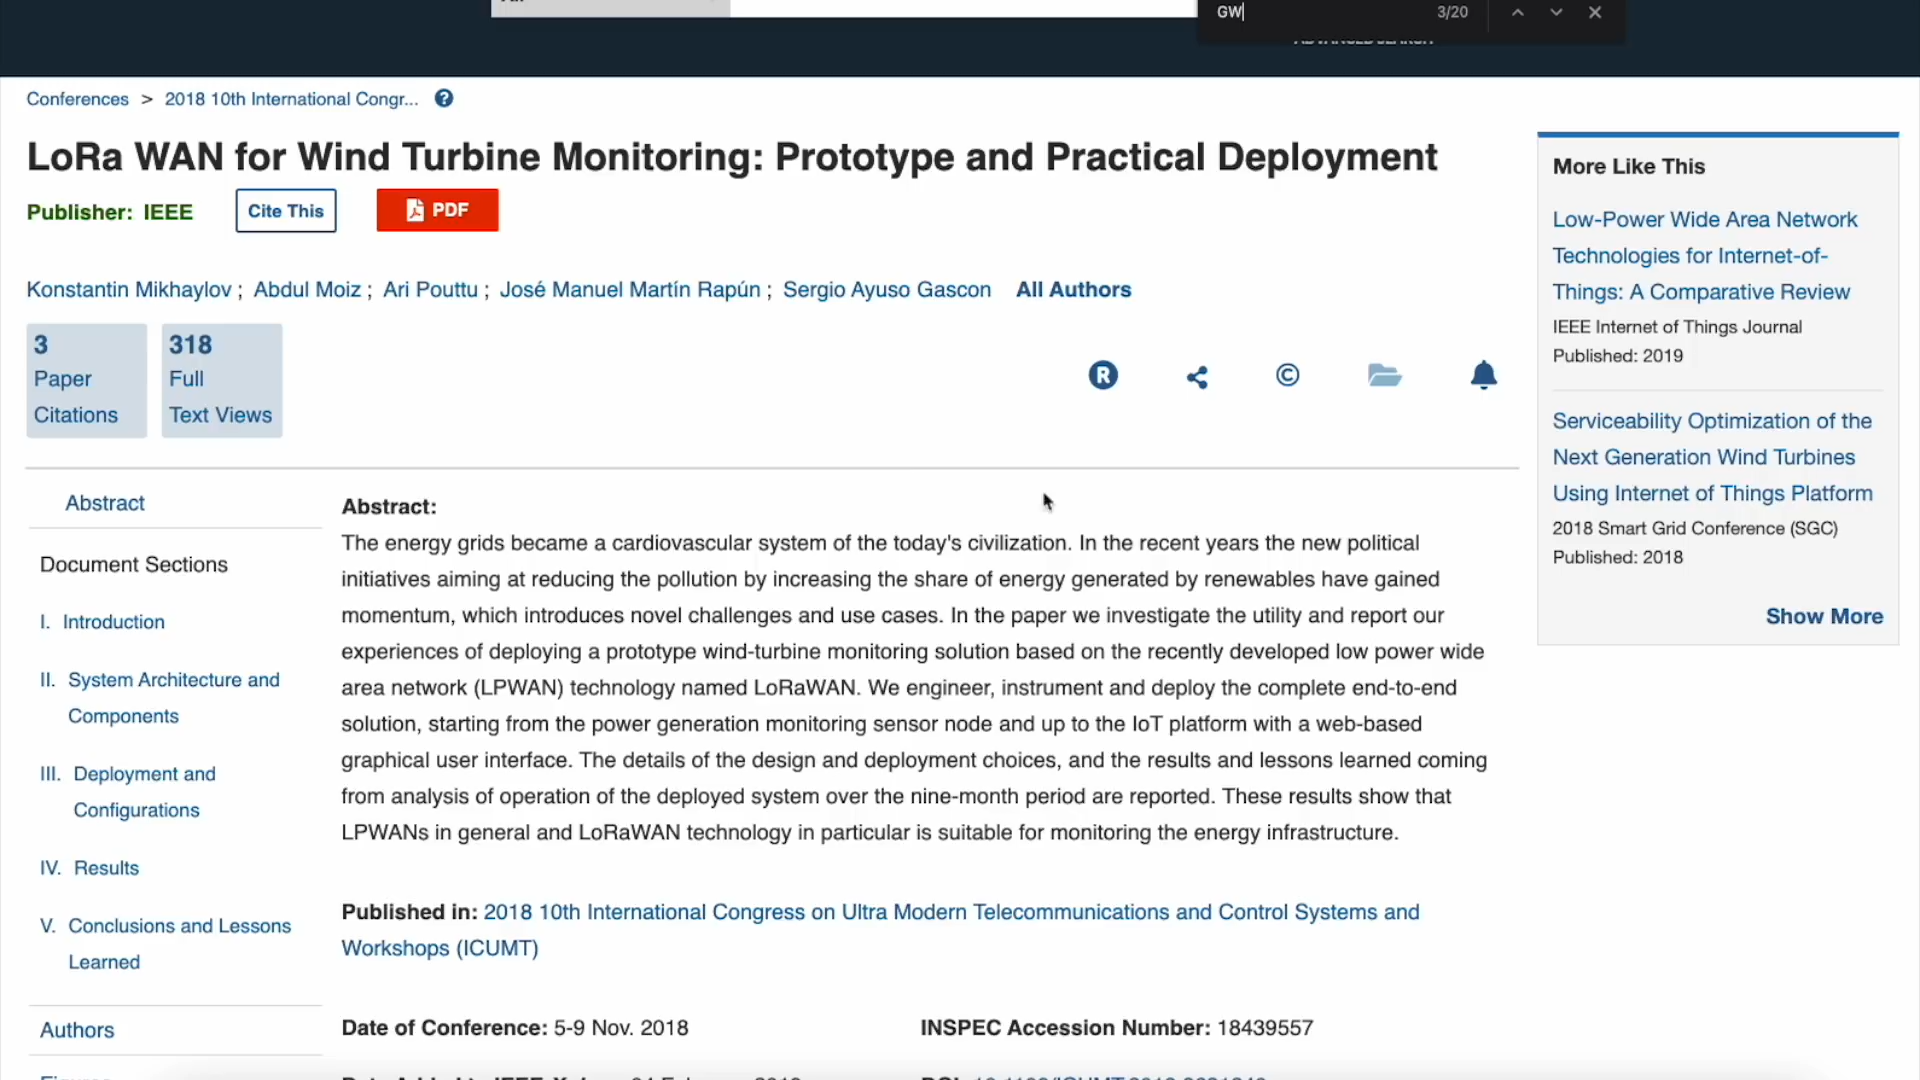 GW 3/20
Conferences > 2018 10th International Congr... ?
LoRa WAN for Wind Turbine Monitoring: Prototype and Practical Deployment
Publisher: IEEE Cite This PDF
Konstantin Mikhaylov ; Abdul Moiz ; Ari Pouttu ; José Manuel Martín Rapún ; Sergio Ayuso Gascon All Authors
3
Paper
Citations
318
Full
Text Views
R ©
Abstract
Document Sections
I. Introduction
II. System Architecture and
Components
III. Deployment and
Configurations
IV. Results
V. Conclusions and Lessons
Learned
Authors
Abstract:
The energy grids became a cardiovascular system of the today's civilization. In the recent years the new political
initiatives aiming at reducing the pollution by increasing the share of energy generated by renewables have gained
momentum, which introduces novel challenges and use cases. In the paper we investigate the utility and report our
experiences of deploying a prototype wind-turbine monitoring solution based on the recently developed low power wide
area network (LPWAN) technology named LoRaWAN. We engineer, instrument and deploy the complete end-to-end
solution, starting from the power generation monitoring sensor node and up to the IoT platform with a web-based
graphical user interface. The details of the design and deployment choices, and the results and lessons learned coming
from analysis of operation of the deployed system over the nine-month period are reported. These results show that
LPWANs in general and LoRaWAN technology in particular is suitable for monitoring the energy infrastructure.
Published in: 2018 10th International Congress on Ultra Modern Telecommunications and Control Systems and
Workshops (ICUMT)
Date of Conference: 5-9 Nov. 2018
INSPEC Accession Number: 18439557
More Like This
Low-Power Wide Area Network
Technologies for Internet-of-
Things: A Comparative Review
IEEE Internet of Things Journal
Published: 2019
Serviceability Optimization of the
Next Generation Wind Turbines
Using Internet of Things Platform
2018 Smart Grid Conference (SGC)
Published: 2018
Show More